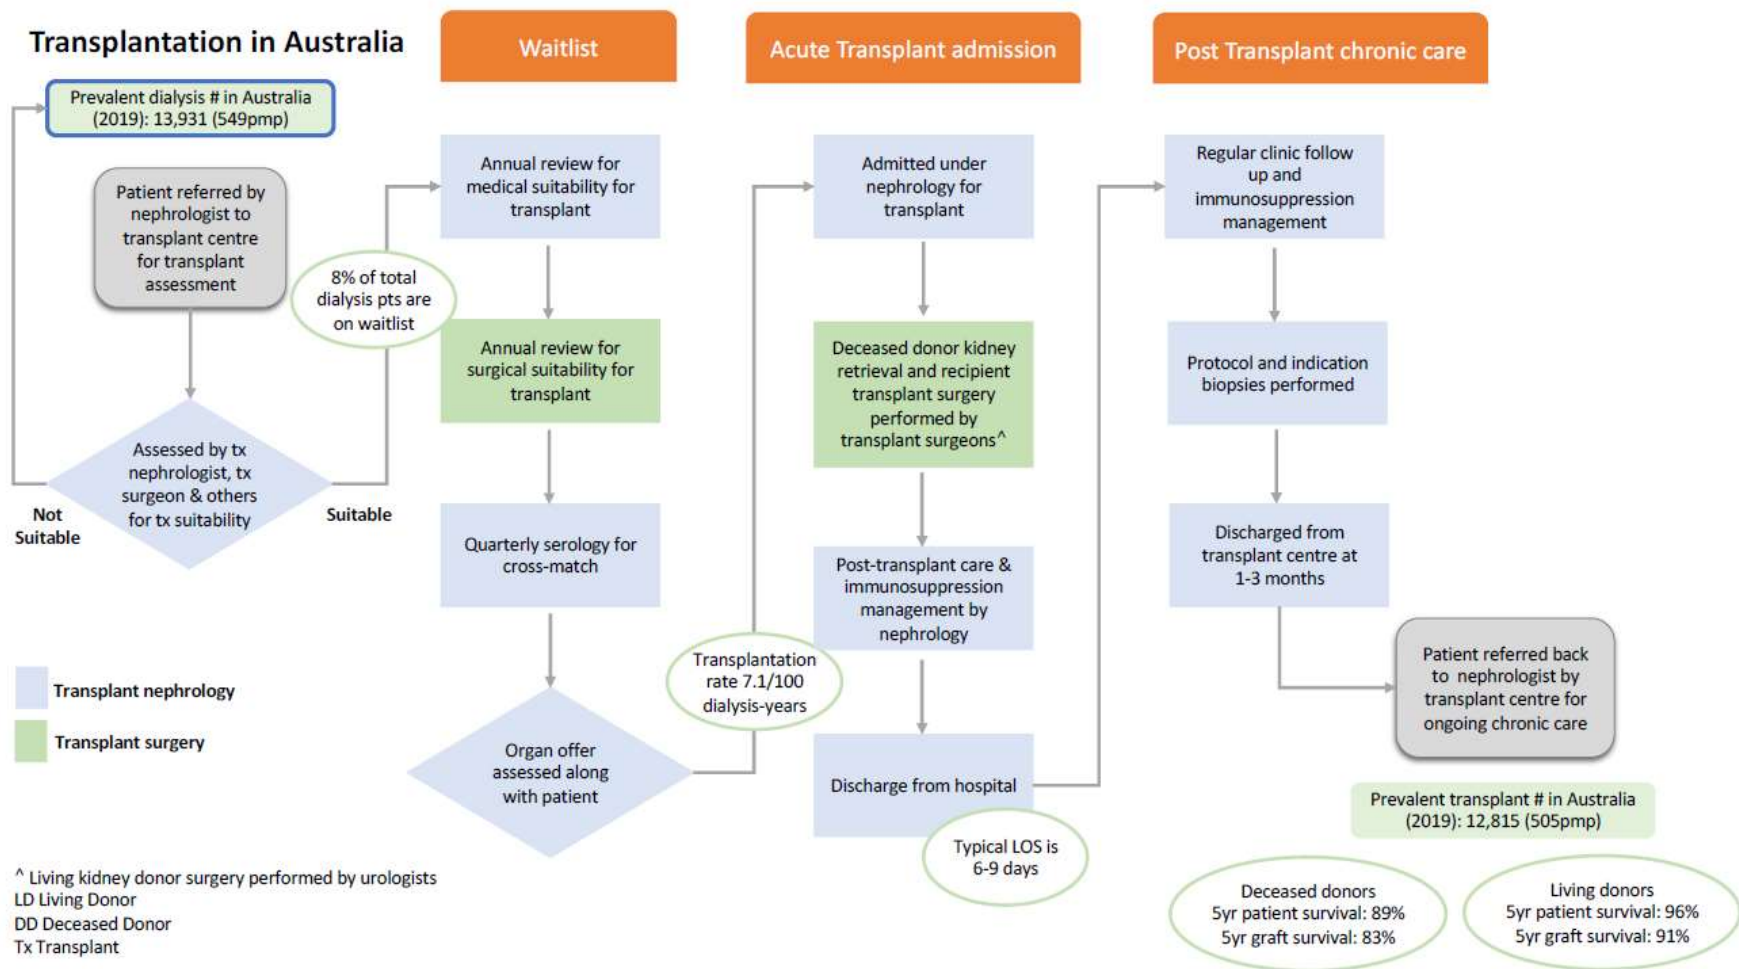 Transplantation in Australia
Prevalent dialysis # in Australia
(2019): 13,931 (549pmp)
Patient referred by
nephrologist to
transplant centre
for transplant
assessment
Assessed by tx
nephrologist, tx
surgeon & others
for tx suitability
Not
Suitable
Suitable
8% of total
dialysis pts are
on waitlist
Waitlist
Annual review for
medical suitability for
transplant
Annual review for
surgical suitability for
transplant
Quarterly serology for
cross-match
Organ offer
assessed along
with patient
Transplantation
rate 7.1/100
dialysis-years
Acute Transplant admission
Admitted under
nephrology for
transplant
Deceased donor kidney
retrieval and recipient
transplant surgery
performed by
transplant surgeons^
Post-transplant care &
immunosuppression
management by
nephrology
Discharge from hospital
Typical LOS is
6-9 days
Post Transplant chronic care
Regular clinic follow
up and
immunosuppression
management
Protocol and indication
biopsies performed
Discharged from
transplant centre at
1-3 months
Patient referred back
to nephrologist by
transplant centre for
ongoing chronic care
Prevalent transplant # in Australia
(2019): 12,815 (505pmp)
Deceased donors
5yr patient survival: 89%
5yr graft survival: 83%
Living donors
5yr patient survival: 96%
5yr graft survival: 91%
Transplant nephrology
Transplant surgery
^ Living kidney donor surgery performed by urologists
LD Living Donor
DD Deceased Donor
Tx Transplant